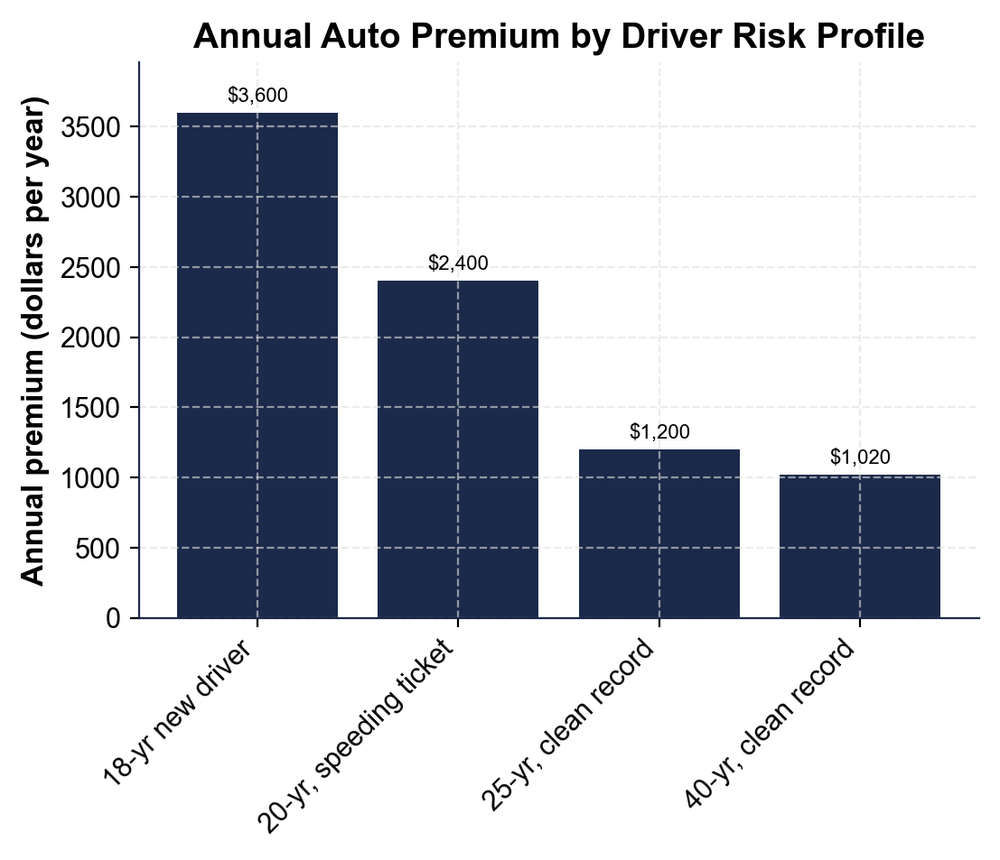 Annual Auto Premium by Driver Risk Profile
Annual premium (dollars per year)
3500
3000
2500
2000
1500
1000
500
0
$3,600
$2,400
$1,200
$1,020
18-yr new driver
20-yr, speeding ticket
25-yr, clean record
40-yr, clean record